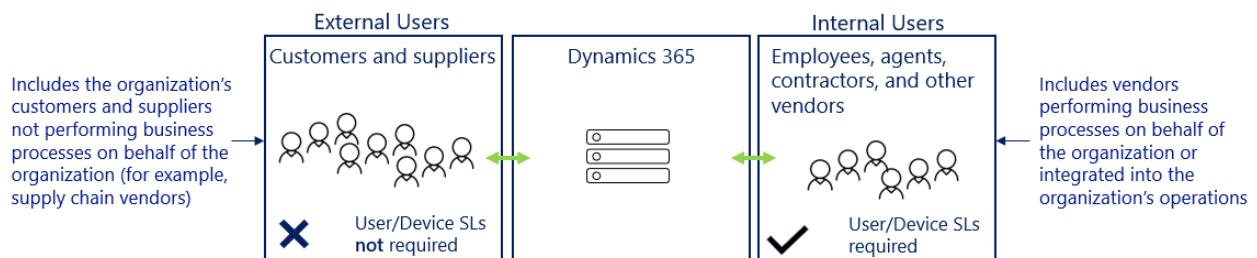 External Users
Internal Users
Customers and suppliers
Dynamics 365
Employees, agents,
contractors, and other
vendors
Includes the organization’s
customers and suppliers
not performing business
processes on behalf of the
organization (for example,
supply chain vendors)
Includes vendors
performing business
processes on behalf of
the organization or
integrated into the
organization’s operations
User/Device SLs
not required
User/Device SLs
required